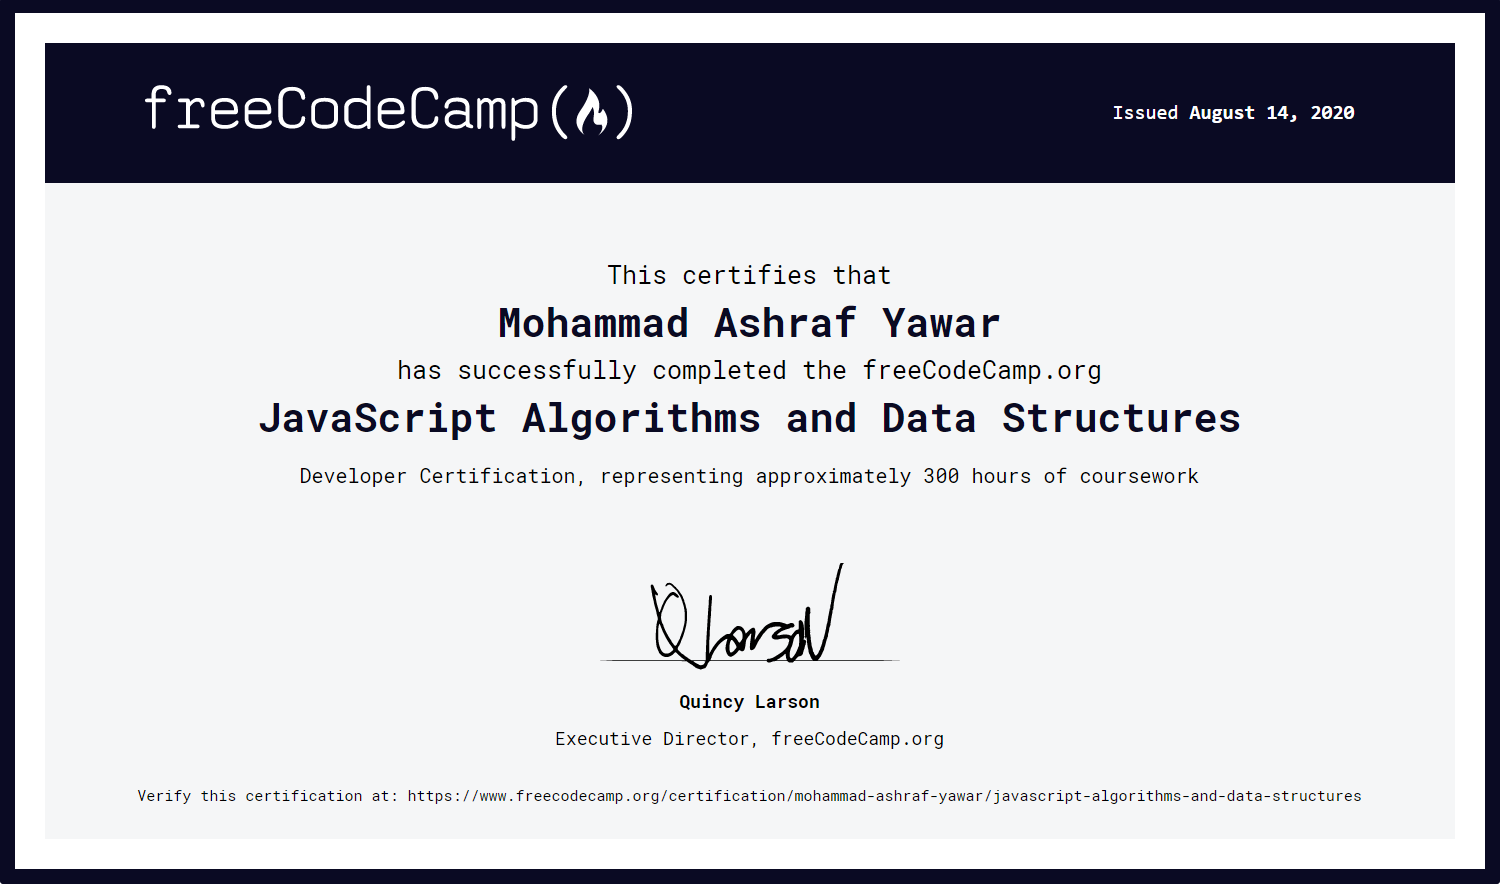 freeCodeCamp(🔥)
Issued August 14, 2020
This certifies that
Mohammad Ashraf Yawar
has successfully completed the freeCodeCamp.org
JavaScript Algorithms and Data Structures
Developer Certification, representing approximately 300 hours of coursework
Q Larson
Quincy Larson
Executive Director, freeCodeCamp.org
Verify this certification at: https://www.freecodecamp.org/certification/mohammad-ashraf-yawar/javascript-algorithms-and-data-structures